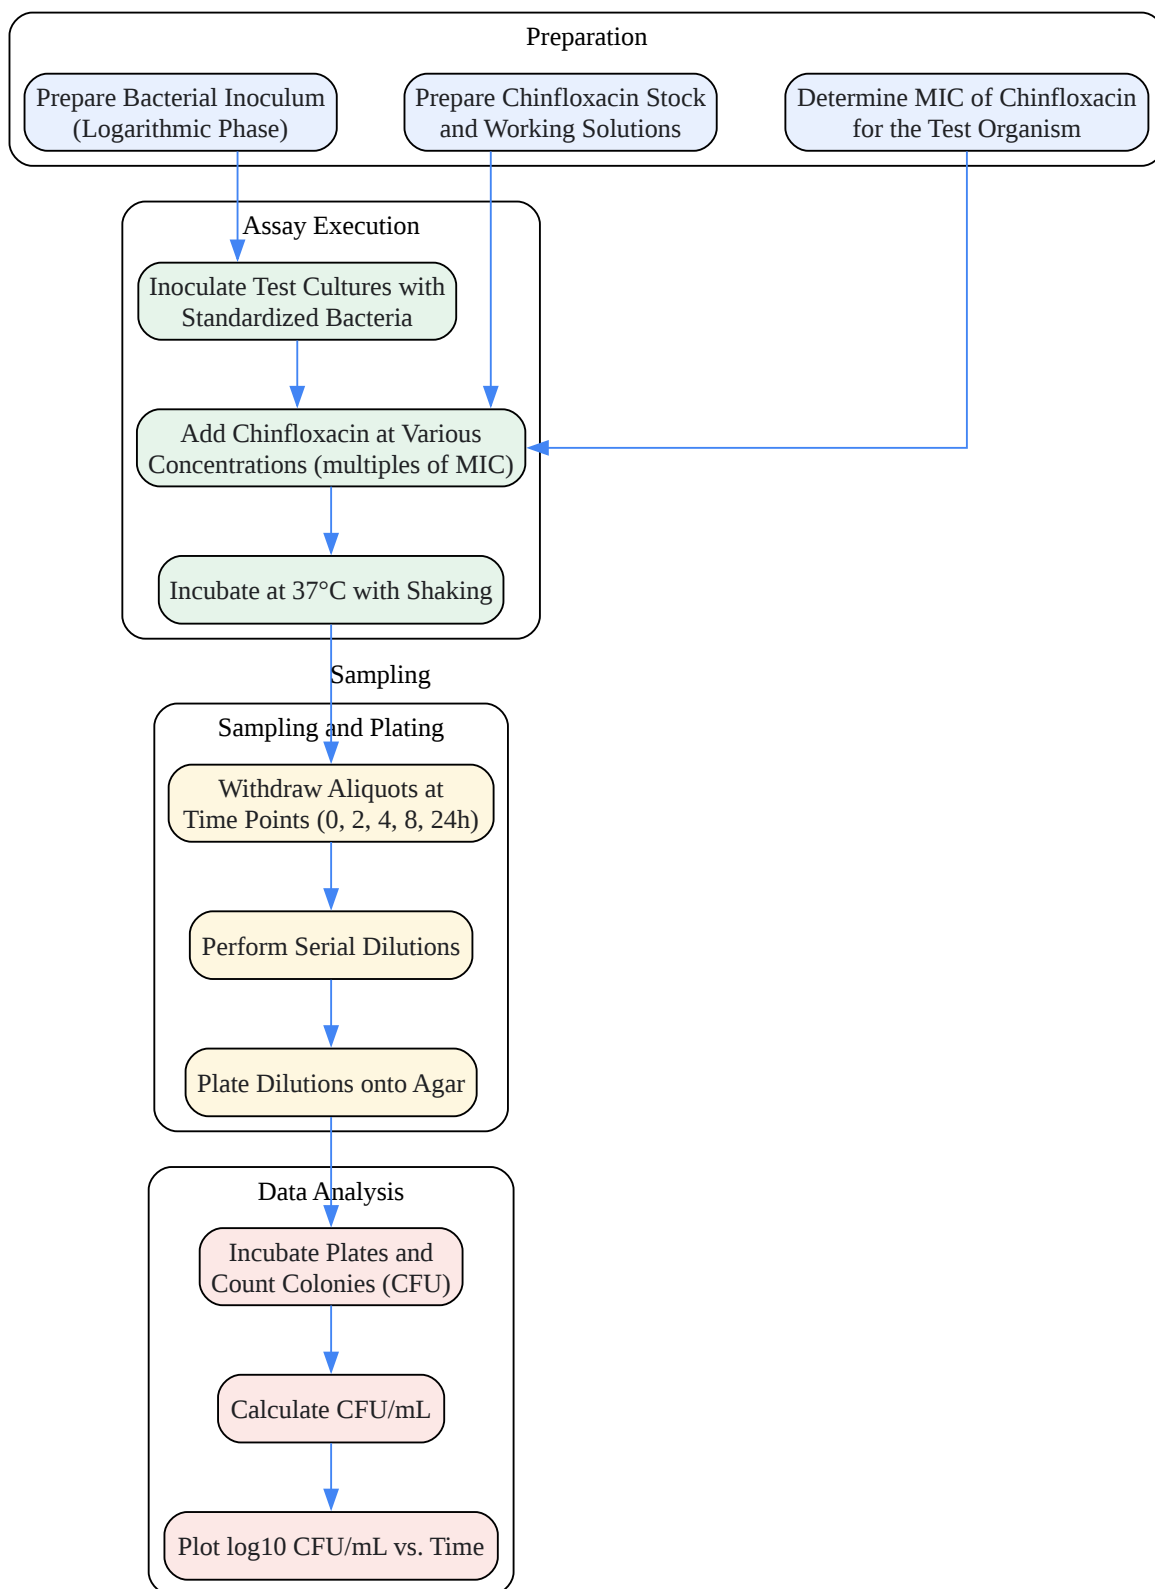 Preparation
Prepare Bacterial Inoculum
(Logarithmic Phase)
Prepare Chinfloxacin Stock
and Working Solutions
Determine MIC of Chinfloxacin
for the Test Organism
Assay Execution
Inoculate Test Cultures with
Standardized Bacteria
Add Chinfloxacin at Various
Concentrations (multiples of MIC)
Incubate at 37°C with Shaking
Sampling
Sampling and Plating
Withdraw Aliquots at
Time Points (0, 2, 4, 8, 24h)
Perform Serial Dilutions
Plate Dilutions onto Agar
Data Analysis
Incubate Plates and
Count Colonies (CFU)
Calculate CFU/mL
Plot log10 CFU/mL vs. Time